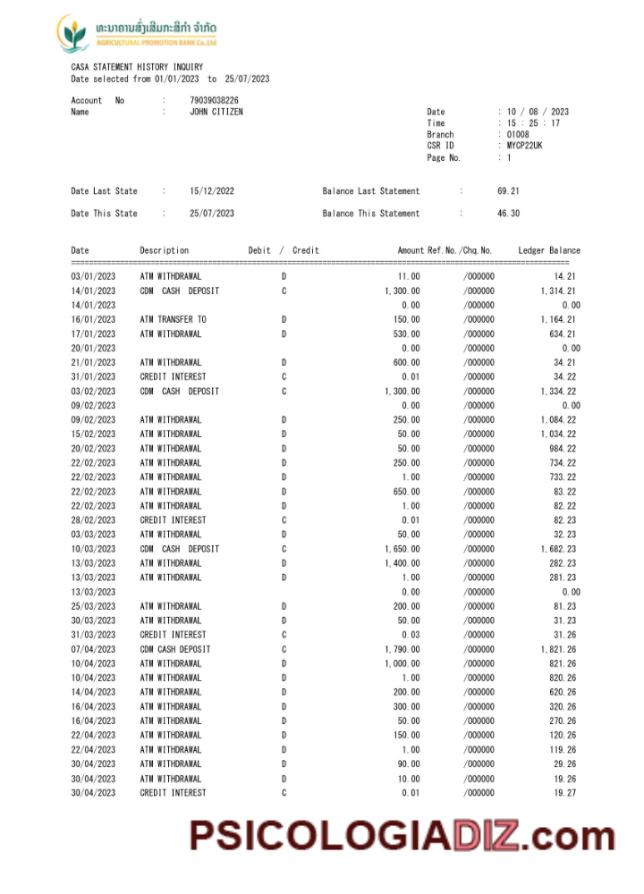 ທະນາຄານສົ່ງເສີມກະສິກຳ ຈຳກັດ
AGRICULTURAL PROMOTION BANK Co.,Ltd
CASA STATEMENT HISTORY INQUIRY
Date selected from 01/01/2023 to 25/07/2023
Account No : 79039038226
Name : JOHN CITIZEN
Date : 10 / 08 / 2023
Time : 15 : 25 : 17
Branch : 01008
CSR ID : MYCP22UK
Page No. : 1
Date Last State : 15/12/2022 Balance Last Statement : 69.21
Date This State : 25/07/2023 Balance This Statement : 46.30
Date Description Debit / Credit Amount Ref.No./Chq.No. Ledger Balance
03/01/2023 ATM WITHDRAWAL D 11.00 /000000 14.21
14/01/2023 CDM CASH DEPOSIT C 1,300.00 /000000 1,314.21
14/01/2023 0.00 /000000 0.00
16/01/2023 ATM TRANSFER TO D 150.00 /000000 1,164.21
17/01/2023 ATM WITHDRAWAL D 530.00 /000000 634.21
20/01/2023 0.00 /000000 0.00
21/01/2023 ATM WITHDRAWAL D 600.00 /000000 34.21
31/01/2023 CREDIT INTEREST C 0.01 /000000 34.22
03/02/2023 CDM CASH DEPOSIT C 1,300.00 /000000 1,334.22
09/02/2023 0.00 /000000 0.00
09/02/2023 ATM WITHDRAWAL D 250.00 /000000 1,084.22
15/02/2023 ATM WITHDRAWAL D 50.00 /000000 1,034.22
20/02/2023 ATM WITHDRAWAL D 50.00 /000000 984.22
22/02/2023 ATM WITHDRAWAL D 250.00 /000000 734.22
22/02/2023 ATM WITHDRAWAL D 1.00 /000000 733.22
22/02/2023 ATM WITHDRAWAL D 650.00 /000000 83.22
22/02/2023 ATM WITHDRAWAL D 1.00 /000000 82.22
28/02/2023 CREDIT INTEREST C 0.01 /000000 82.23
03/03/2023 ATM WITHDRAWAL D 50.00 /000000 32.23
10/03/2023 CDM CASH DEPOSIT C 1,650.00 /000000 1,682.23
13/03/2023 ATM WITHDRAWAL D 1,400.00 /000000 282.23
13/03/2023 ATM WITHDRAWAL D 1.00 /000000 281.23
13/03/2023 0.00 /000000 0.00
25/03/2023 ATM WITHDRAWAL D 200.00 /000000 81.23
30/03/2023 ATM WITHDRAWAL D 50.00 /000000 31.23
31/03/2023 CREDIT INTEREST C 0.03 /000000 31.26
07/04/2023 CDM CASH DEPOSIT C 1,790.00 /000000 1,821.26
10/04/2023 ATM WITHDRAWAL D 1,000.00 /000000 821.26
10/04/2023 ATM WITHDRAWAL D 1.00 /000000 820.26
14/04/2023 ATM WITHDRAWAL D 200.00 /000000 620.26
16/04/2023 ATM WITHDRAWAL D 300.00 /000000 320.26
16/04/2023 ATM WITHDRAWAL D 50.00 /000000 270.26
22/04/2023 ATM WITHDRAWAL D 150.00 /000000 120.26
22/04/2023 ATM WITHDRAWAL D 1.00 /000000 119.26
30/04/2023 ATM WITHDRAWAL D 90.00 /000000 29.26
30/04/2023 ATM WITHDRAWAL D 10.00 /000000 19.26
30/04/2023 CREDIT INTEREST C 0.01 /000000 19.27
PSICOLOGIADIZ.com